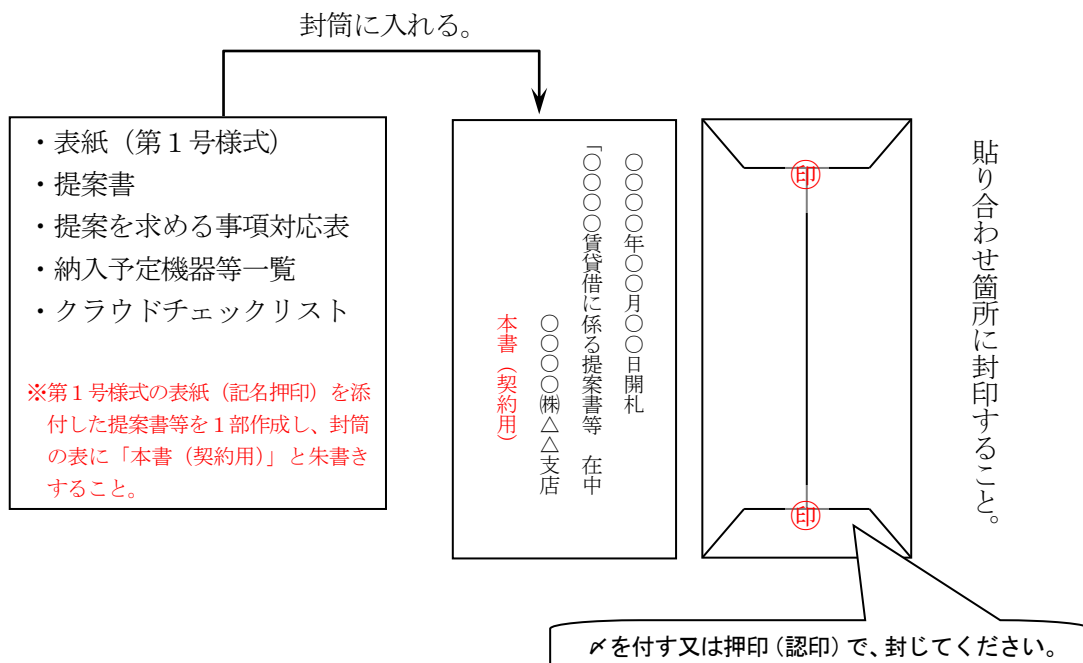 封筒に入れる。
・表紙（第１号様式）
・提案書
・提案を求める事項対応表
・納入予定機器等一覧
・クラウドチェックリスト
※第１号様式の表紙（記名押印）を添
付した提案書等を１部作成し、封筒
の表に「本書（契約用）」と朱書き
すること。
○○○○年○○月○○日開札
「○○○○賃貸借に係る提案書等　在中
○○○○㈱△△支店
本書（契約用）
印
印
貼り合わせ箇所に封印すること。
〆を付す又は押印（認印）で、封じてください。